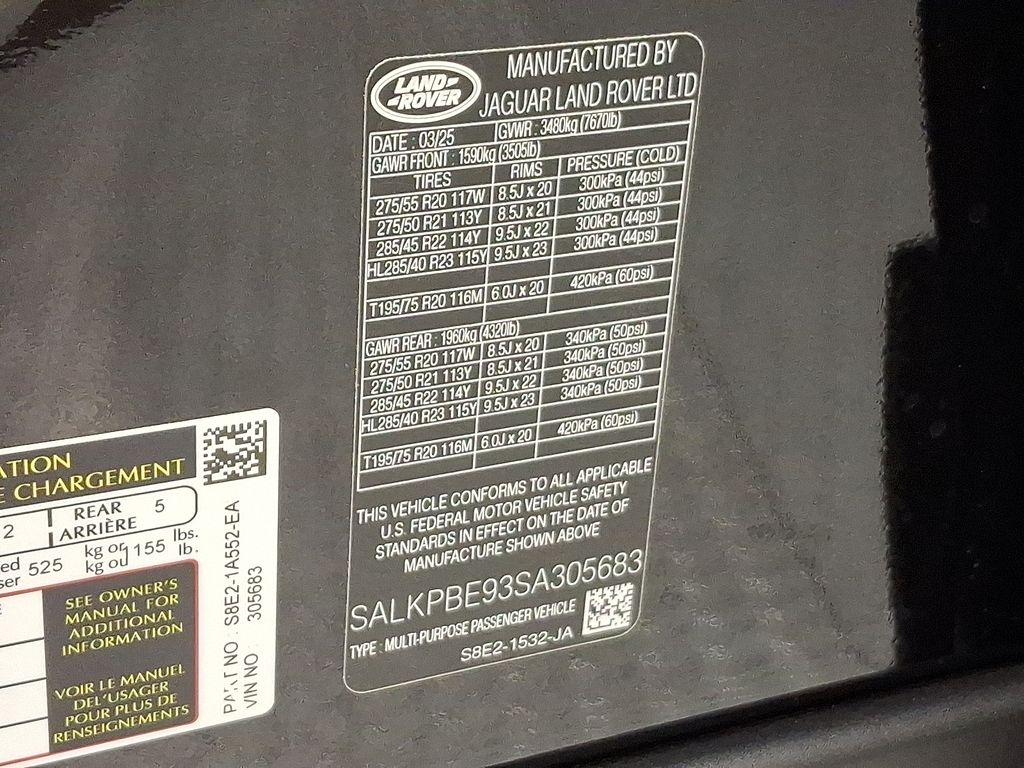 LAND-
-ROVER
MANUFACTURED BY
JAGUAR LAND ROVER LTD
DATE : 03/25 GVWR : 3480kg (7670lb)
GAWR FRONT : 1590kg (3505lb)
TIRES RIMS PRESSURE (COLD)
275/55 R20 117W 8.5J x 20 300kPa (44psi)
275/50 R21 113Y 8.5J x 21 300kPa (44psi)
285/45 R22 114Y 9.5J x 22 300kPa (44psi)
HL285/40 R23 115Y 9.5J x 23 300kPa (44psi)
T195/75 R20 116M 6.0J x 20 420kPa (60psi)
GAWR REAR : 1960kg (4320lb)
275/55 R20 117W 8.5J x 20 340kPa (50psi)
275/50 R21 113Y 8.5J x 21 340kPa (50psi)
285/45 R22 114Y 9.5J x 22 340kPa (50psi)
HL285/40 R23 115Y 9.5J x 23 340kPa (50psi)
T195/75 R20 116M 6.0J x 20 420kPa (60psi)
THIS VEHICLE CONFORMS TO ALL APPLICABLE
U.S. FEDERAL MOTOR VEHICLE SAFETY
STANDARDS IN EFFECT ON THE DATE OF
MANUFACTURE SHOWN ABOVE
SALKPBE93SA305683
TYPE : MULTI-PURPOSE PASSENGER VEHICLE
S8E2-1532-JA
ATION
E CHARGEMENT
2 REAR 5
ARRIÈRE
ed kg or lbs.
ser 525 kg ou 1155 lb.
SEE OWNER'S
MANUAL FOR
ADDITIONAL
INFORMATION
VOIR LE MANUEL
DEL'USAGER
POUR PLUS DE
RENSEIGNEMENTS
PART NO : S8E2-1A552-EA
VIN NO : 305683